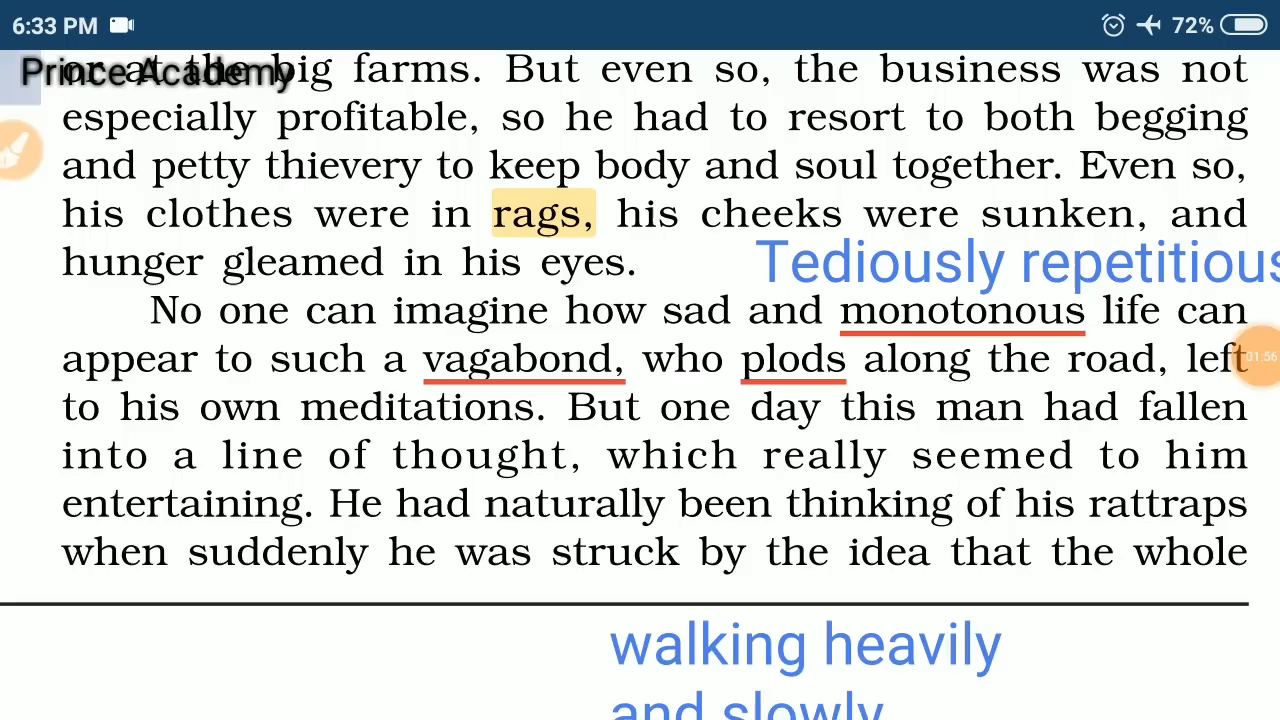 6:33 PM 72%
Prince Academy
or at the big farms. But even so, the business was not
especially profitable, so he had to resort to both begging
and petty thievery to keep body and soul together. Even so,
his clothes were in rags, his cheeks were sunken, and
hunger gleamed in his eyes.
Tediously repetitious
No one can imagine how sad and monotonous life can
appear to such a vagabond, who plods along the road, left
01:56
to his own meditations. But one day this man had fallen
into a line of thought, which really seemed to him
entertaining. He had naturally been thinking of his rattraps
when suddenly he was struck by the idea that the whole
walking heavily
and slowly